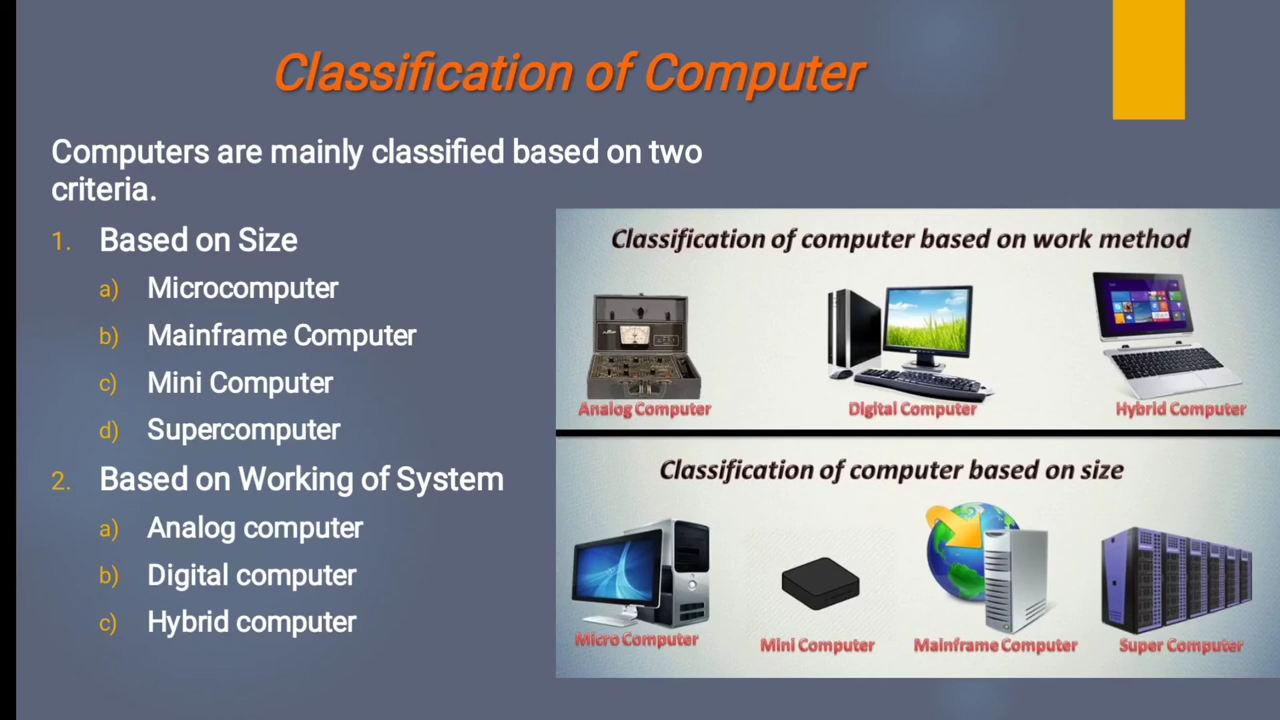 Classification of Computer
Computers are mainly classified based on two
criteria.
1. Based on Size
a) Microcomputer
b) Mainframe Computer
c) Mini Computer
d) Supercomputer
2. Based on Working of System
a) Analog computer
b) Digital computer
c) Hybrid computer
Classification of computer based on work method
Analog Computer
Digital Computer
Hybrid Computer
Classification of computer based on size
Micro Computer
Mini Computer
Mainframe Computer
Super Computer